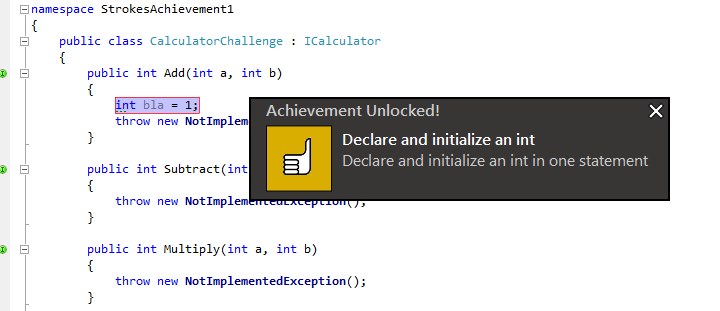 namespace StrokesAchievement1
{
public class CalculatorChallenge : ICalculator
{
public int Add(int a, int b)
{
int bla = 1;
throw new NotImplem
}
Achievement Unlocked!
Declare and initialize an int
Declare and initialize an int in one statement
public int Subtract(int
{
throw new NotImplementedException();
}
public int Multiply(int a, int b)
{
throw new NotImplementedException();
}